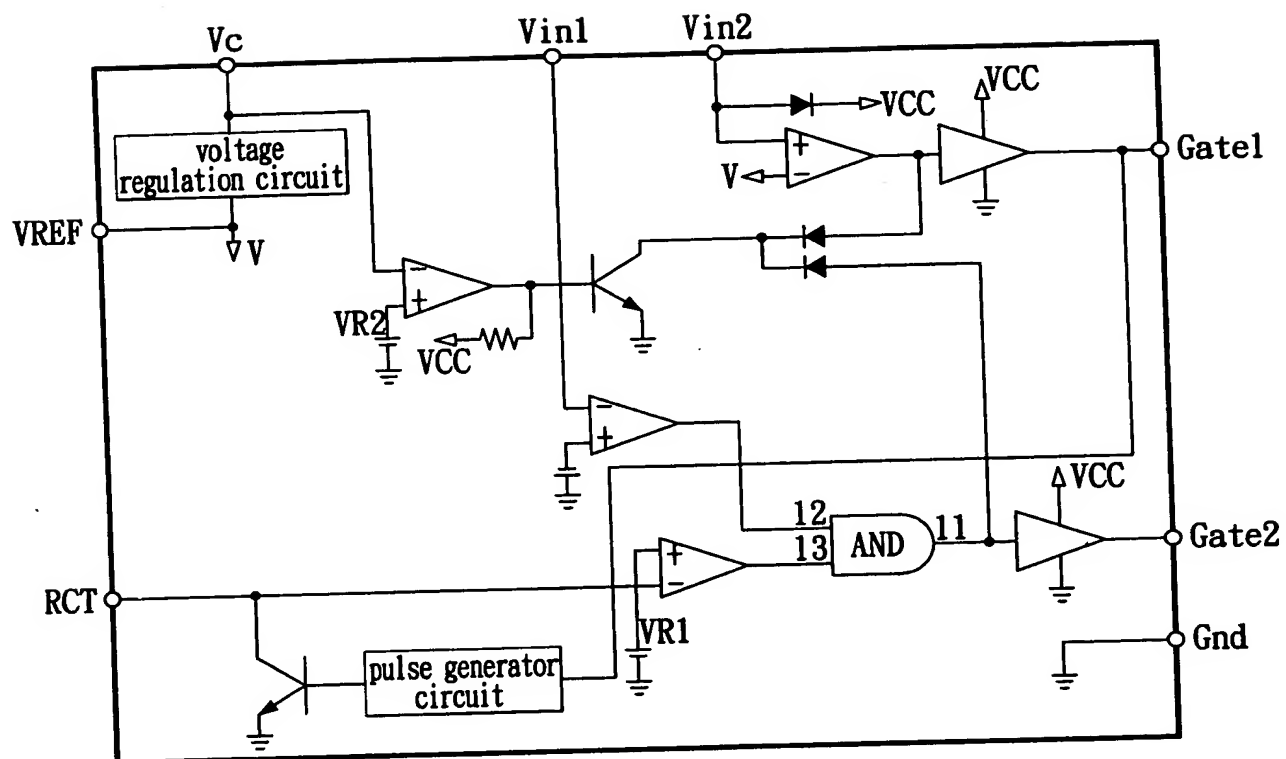 Vc
Vin1
Vin2
VCC
VCC
voltage
regulation circuit
+
−
V
Gate1
VREF
V
−
+
VR2
VCC
−
+
VCC
12
13
AND
11
Gate2
+
−
RCT
VR1
Gnd
pulse generator
circuit